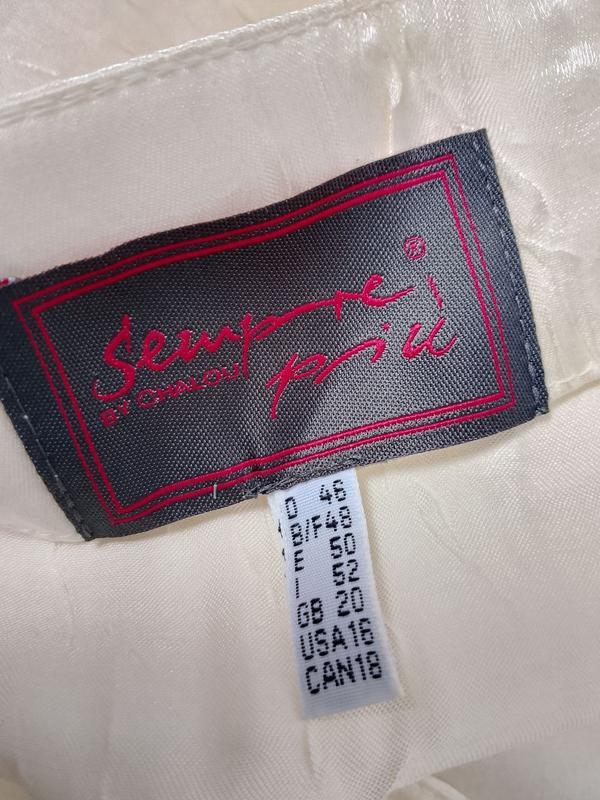 Sempre ®
BY CHALOU
più
D 46
B/F 48
E 50
I 52
GB 20
USA 16
CAN 18